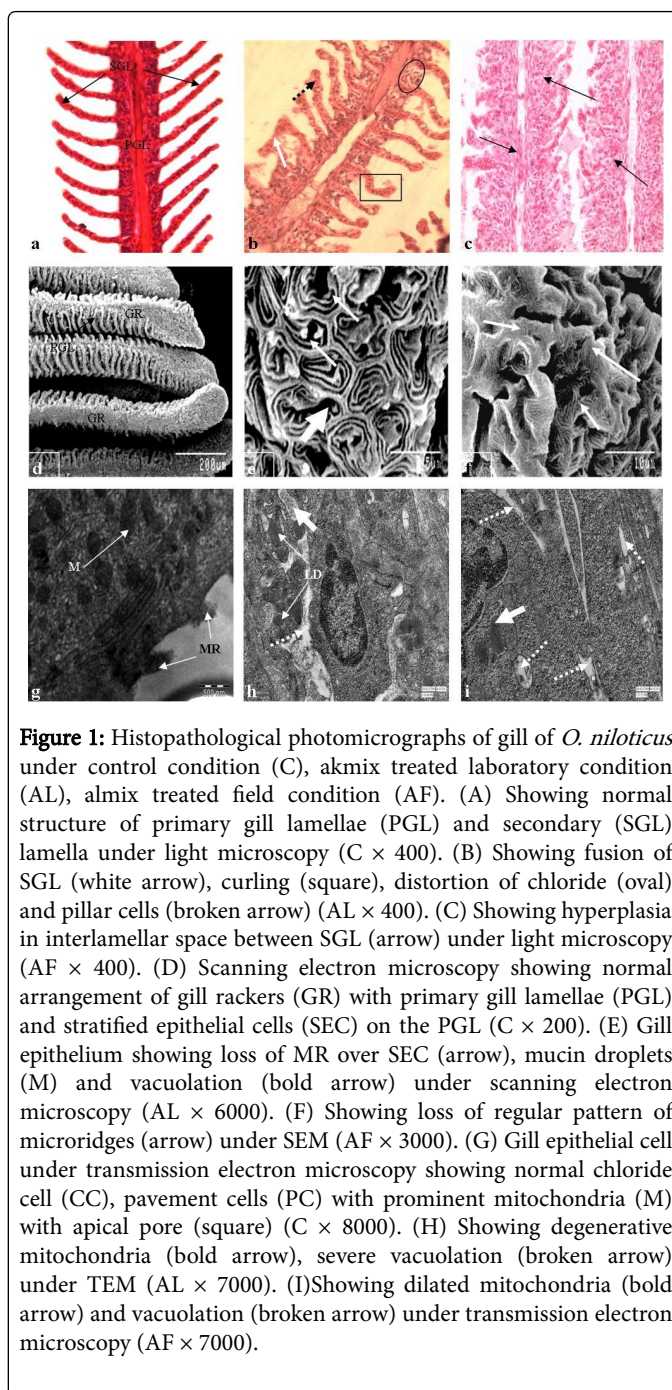 SGL
PGL
a
b
c
GR
GR
d
200µm
e
5µm
f
10µm
M
MR
g
500 nm
LD
h
i
Figure 1: Histopathological photomicrographs of gill of O. niloticus
under control condition (C), akmix treated laboratory condition
(AL), almix treated field condition (AF). (A) Showing normal
structure of primary gill lamellae (PGL) and secondary (SGL)
lamella under light microscopy (C × 400). (B) Showing fusion of
SGL (white arrow), curling (square), distortion of chloride (oval)
and pillar cells (broken arrow) (AL × 400). (C) Showing hyperplasia
in interlamellar space between SGL (arrow) under light microscopy
(AF × 400). (D) Scanning electron microscopy showing normal
arrangement of gill rackers (GR) with primary gill lamellae (PGL)
and stratified epithelial cells (SEC) on the PGL (C × 200). (E) Gill
epithelium showing loss of MR over SEC (arrow), mucin droplets
(M) and vacuolation (bold arrow) under scanning electron
microscopy (AL × 6000). (F) Showing loss of regular pattern of
microridges (arrow) under SEM (AF × 3000). (G) Gill epithelial cell
under transmission electron microscopy showing normal chloride
cell (CC), pavement cells (PC) with prominent mitochondria (M)
with apical pore (square) (C × 8000). (H) Showing degenerative
mitochondria (bold arrow), severe vacuolation (broken arrow)
under TEM (AL × 7000). (I)Showing dilated mitochondria (bold
arrow) and vacuolation (broken arrow) under transmission electron
microscopy (AF × 7000).